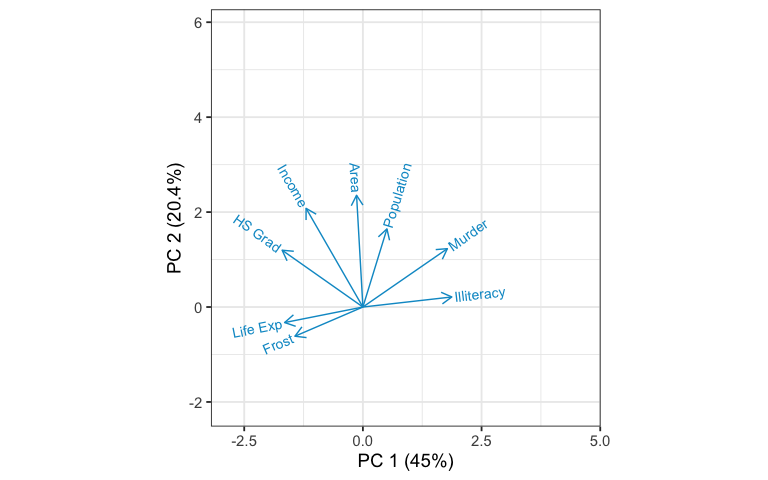 6
4
2
0
-2
PC 2 (20.4%)
Income
Area
Population
HS Grad
Murder
Illiteracy
Life Exp
Frost
-2.5
0.0
2.5
5.0
PC 1 (45%)